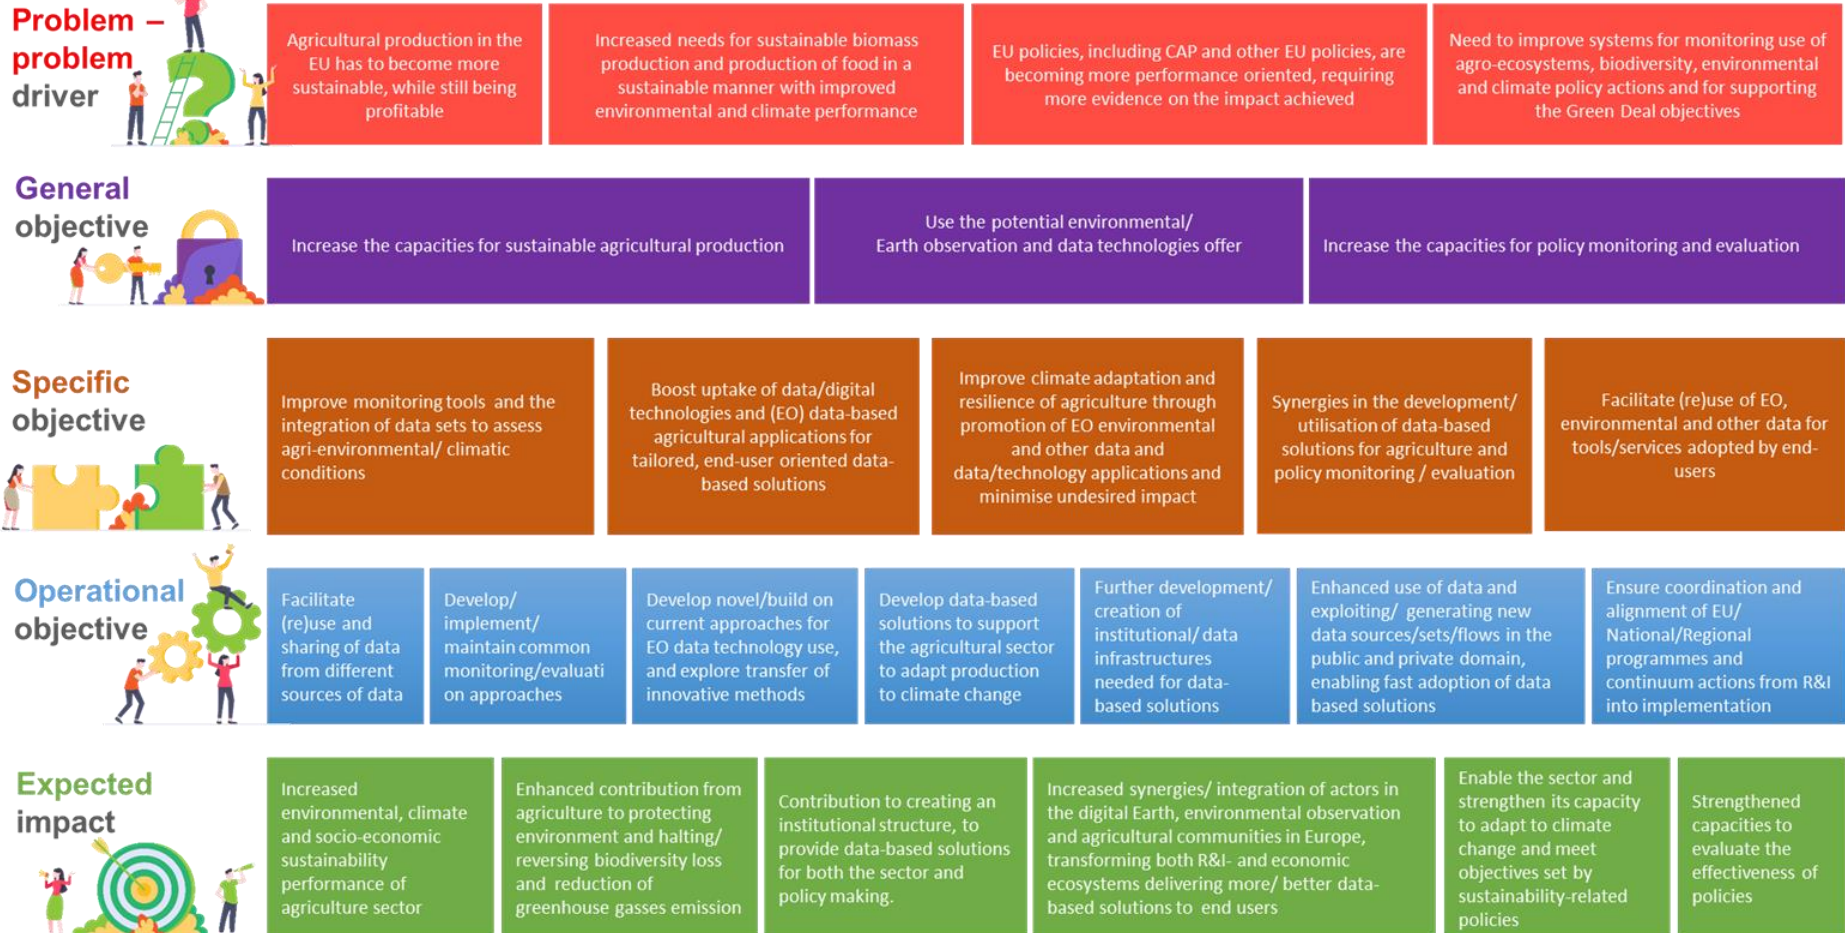 Problem –
problem
driver
Agricultural production in the
EU has to become more
sustainable, while still being
profitable
Increased needs for sustainable biomass
production and production of food in a
sustainable manner with improved
environmental and climate performance
EU policies, including CAP and other EU policies, are
becoming more performance oriented, requiring
more evidence on the impact achieved
Need to improve systems for monitoring use of
agro-ecosystems, biodiversity, environmental
and climate policy actions and for supporting
the Green Deal objectives
General
objective
Increase the capacities for sustainable agricultural production
Use the potential environmental/
Earth observation and data technologies offer
Increase the capacities for policy monitoring and evaluation
Specific
objective
Improve monitoring tools and the
integration of data sets to assess
agri-environmental/ climatic
conditions
Boost uptake of data/digital
technologies and (EO) data-based
agricultural applications for
tailored, end-user oriented data-
based solutions
Improve climate adaptation and
resilience of agriculture through
promotion of EO environmental
and other data and
data/technology applications and
minimise undesired impact
Synergies in the development/
utilisation of data-based
solutions for agriculture and
policy monitoring / evaluation
Facilitate (re)use of EO,
environmental and other data for
tools/services adopted by end-
users
Operational
objective
Facilitate
(re)use and
sharing of data
from different
sources of data
Develop/
implement/
maintain common
monitoring/evaluati
on approaches
Develop novel/build on
current approaches for
EO data technology use,
and explore transfer of
innovative methods
Develop data-based
solutions to support
the agricultural sector
to adapt production
to climate change
Further development/
creation of
institutional/ data
infrastructures
needed for data-
based solutions
Enhanced use of data and
exploiting/ generating new
data sources/sets/flows in the
public and private domain,
enabling fast adoption of data
based solutions
Ensure coordination and
alignment of EU/
National/Regional
programmes and
continuum actions from R&I
into implementation
Expected
impact
Increased
environmental, climate
and socio-economic
sustainability
performance of
agriculture sector
Enhanced contribution from
agriculture to protecting
environment and halting/
reversing biodiversity loss
and reduction of
greenhouse gasses emission
Contribution to creating an
institutional structure, to
provide data-based solutions
for both the sector and
policy making.
Increased synergies/ integration of actors in
the digital Earth, environmental observation
and agricultural communities in Europe,
transforming both R&I- and economic
ecosystems delivering more/ better data-
based solutions to end users
Enable the sector and
strengthen its capacity
to adapt to climate
change and meet
objectives set by
sustainability-related
policies
Strengthened
capacities to
evaluate the
effectiveness of
policies